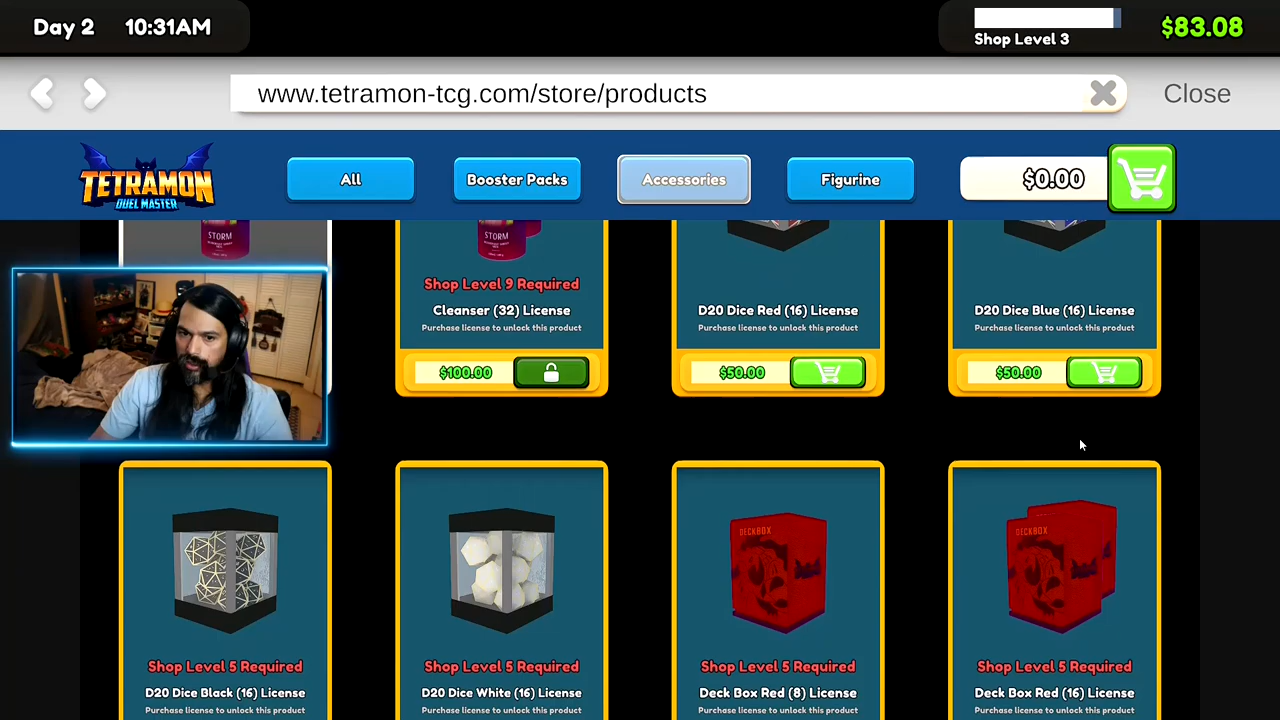 Day 2 10:31AM
Shop Level 3
$83.08
www.tetramon-tcg.com/store/products
Close
TETRAMON
DUEL MASTER
All
Booster Packs
Accessories
Figurine
$0.00
STORM
STORM
Shop Level 9 Required
Cleanser (32) License
Purchase license to unlock this product
$100.00
D20 Dice Red (16) License
Purchase license to unlock this product
$50.00
D20 Dice Blue (16) License
Purchase license to unlock this product
$50.00
Shop Level 5 Required
D20 Dice Black (16) License
Purchase license to unlock this product
Shop Level 5 Required
D20 Dice White (16) License
Purchase license to unlock this product
DECKBOX
Shop Level 5 Required
Deck Box Red (8) License
Purchase license to unlock this product
DECKBOX
Shop Level 5 Required
Deck Box Red (16) License
Purchase license to unlock this product